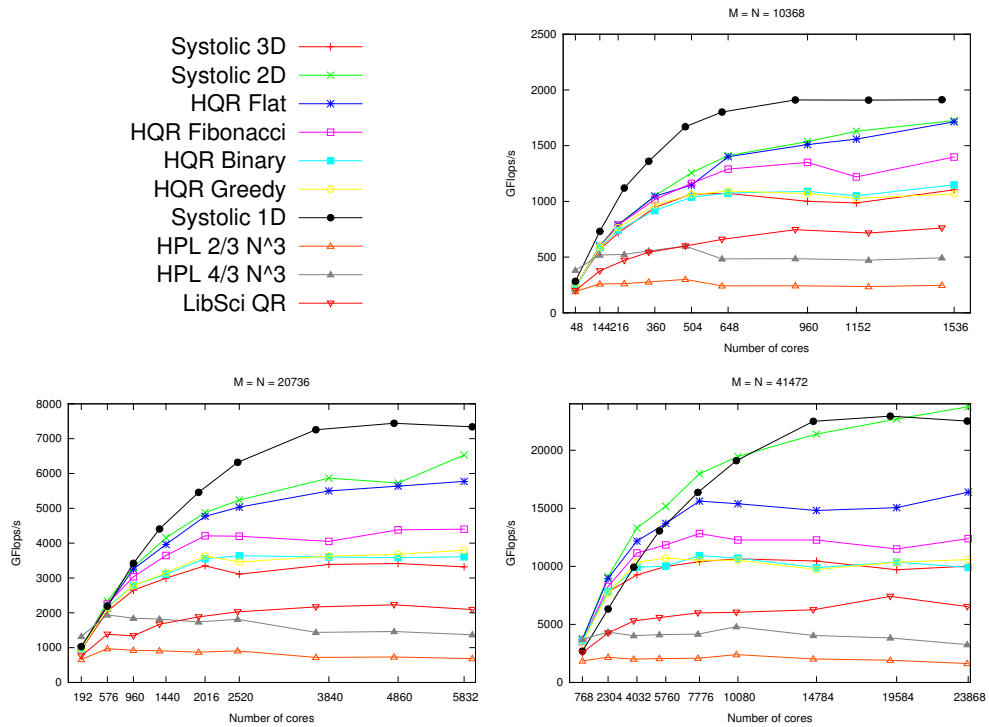 Systolic 3D
Systolic 2D
HQR Flat
HQR Fibonacci
HQR Binary
HQR Greedy
Systolic 1D
HPL 2/3 N^3
HPL 4/3 N^3
LibSci QR
M = N = 10368
2500
2000
1500
1000
500
0
GFlops/s
48 144216 360 504 648 960 1152 1536
Number of cores
M = N = 20736
8000
7000
6000
5000
4000
3000
2000
1000
0
GFlops/s
192 576 960 1440 2016 2520 3840 4860 5832
Number of cores
M = N = 41472
20000
15000
10000
5000
0
GFlops/s
768 2304 4032 5760 7776 10080 14784 19584 23868
Number of cores